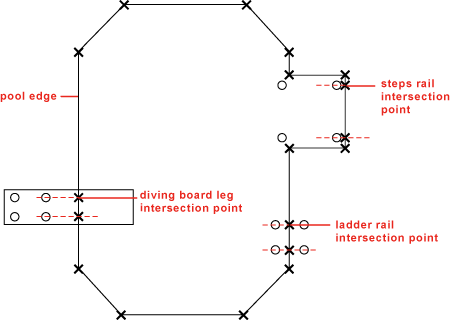 steps rail
intersection
point
pool edge
diving board leg
intersection point
ladder rail
intersection point